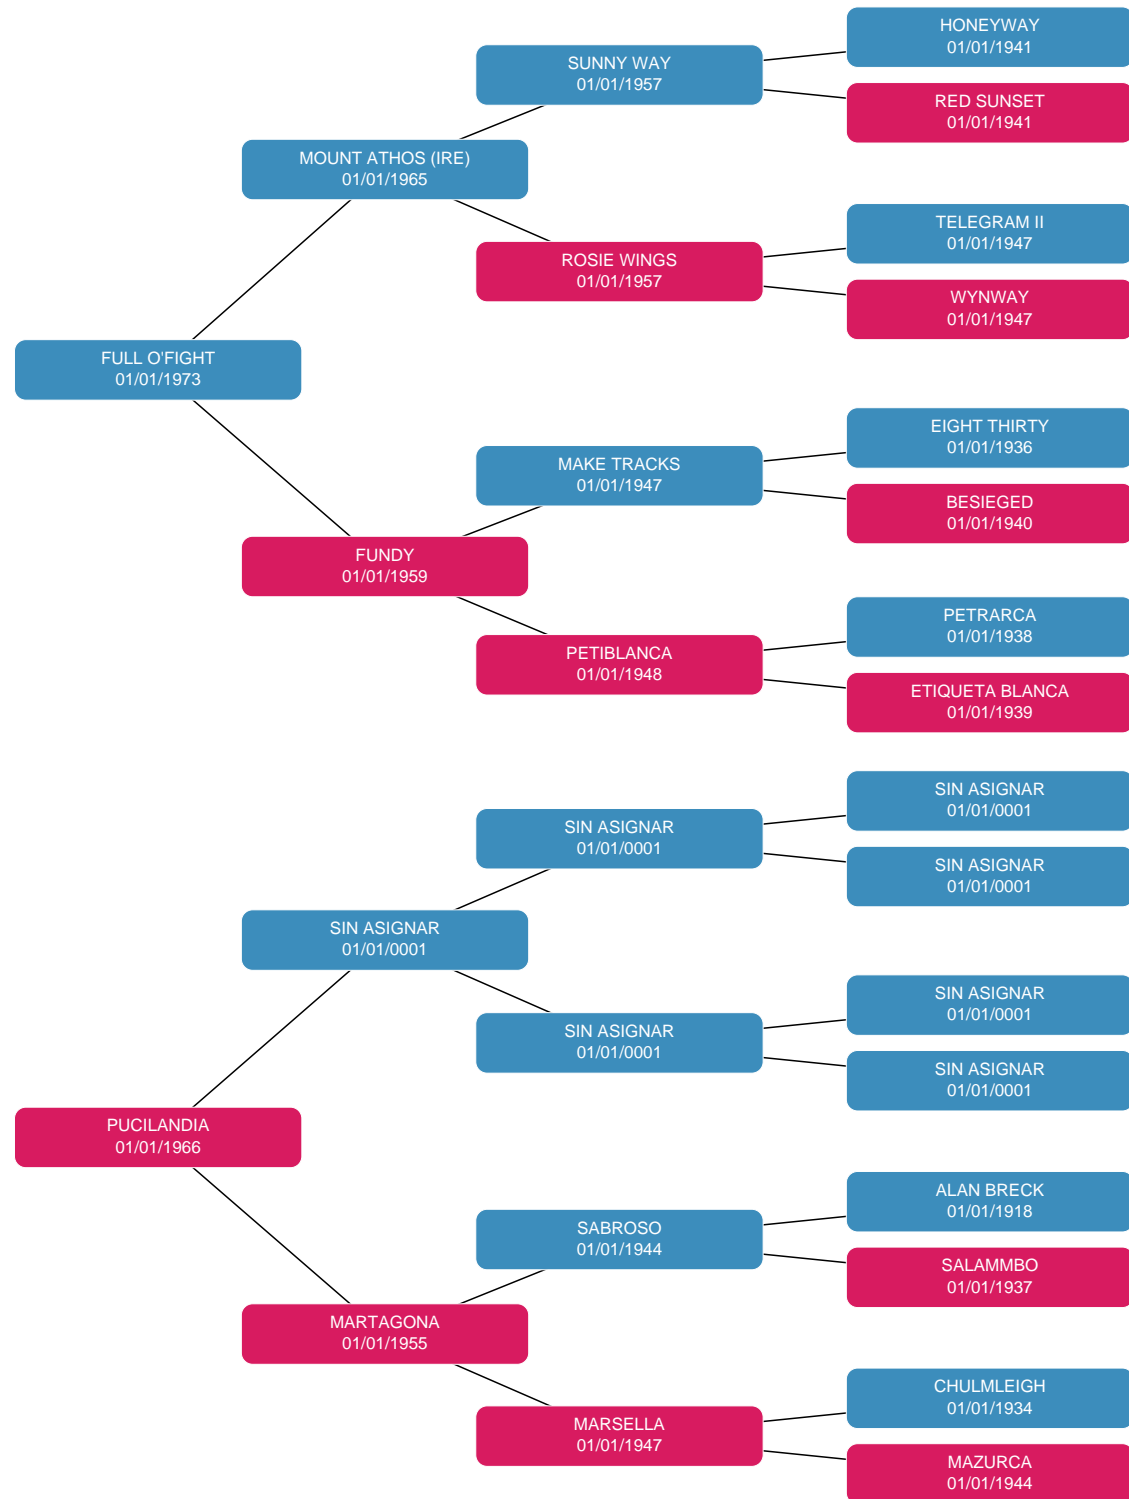 HONEYWAY
01/01/1941
SUNNY WAY
01/01/1957
RED SUNSET
01/01/1941
MOUNT ATHOS (IRE)
01/01/1965
TELEGRAM II
01/01/1947
ROSIE WINGS
01/01/1957
WYNWAY
01/01/1947
FULL O'FIGHT
01/01/1973
EIGHT THIRTY
01/01/1936
MAKE TRACKS
01/01/1947
BESIEGED
01/01/1940
FUNDY
01/01/1959
PETRARCA
01/01/1938
PETIBLANCA
01/01/1948
ETIQUETA BLANCA
01/01/1939
SIN ASIGNAR
01/01/0001
SIN ASIGNAR
01/01/0001
SIN ASIGNAR
01/01/0001
SIN ASIGNAR
01/01/0001
SIN ASIGNAR
01/01/0001
SIN ASIGNAR
01/01/0001
SIN ASIGNAR
01/01/0001
PUCILANDIA
01/01/1966
ALAN BRECK
01/01/1918
SABROSO
01/01/1944
SALAMMBO
01/01/1937
MARTAGONA
01/01/1955
CHULMLEIGH
01/01/1934
MARSELLA
01/01/1947
MAZURCA
01/01/1944